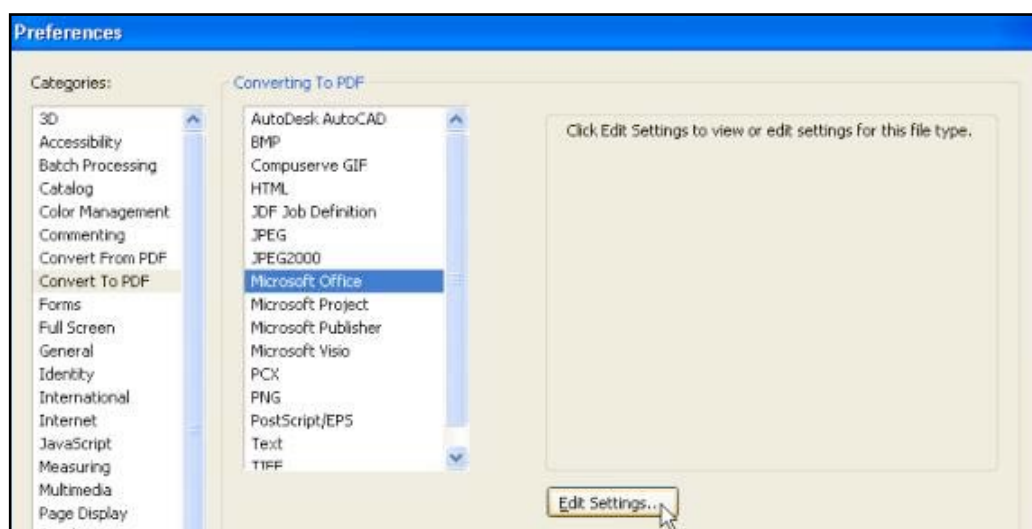 Preferences
Categories:
3D
Accessibility
Batch Processing
Catalog
Color Management
Commenting
Convert From PDF
Convert To PDF
Forms
Full Screen
General
Identity
International
Internet
JavaScript
Measuring
Multimedia
Page Display
Converting To PDF
AutoDesk AutoCAD
BMP
Compuserve GIF
HTML
JDF Job Definition
JPEG
JPEG2000
Microsoft Office
Microsoft Project
Microsoft Publisher
Microsoft Visio
PCX
PNG
PostScript/EPS
Text
TIFF
Click Edit Settings to view or edit settings for this file type.
Edit Settings...